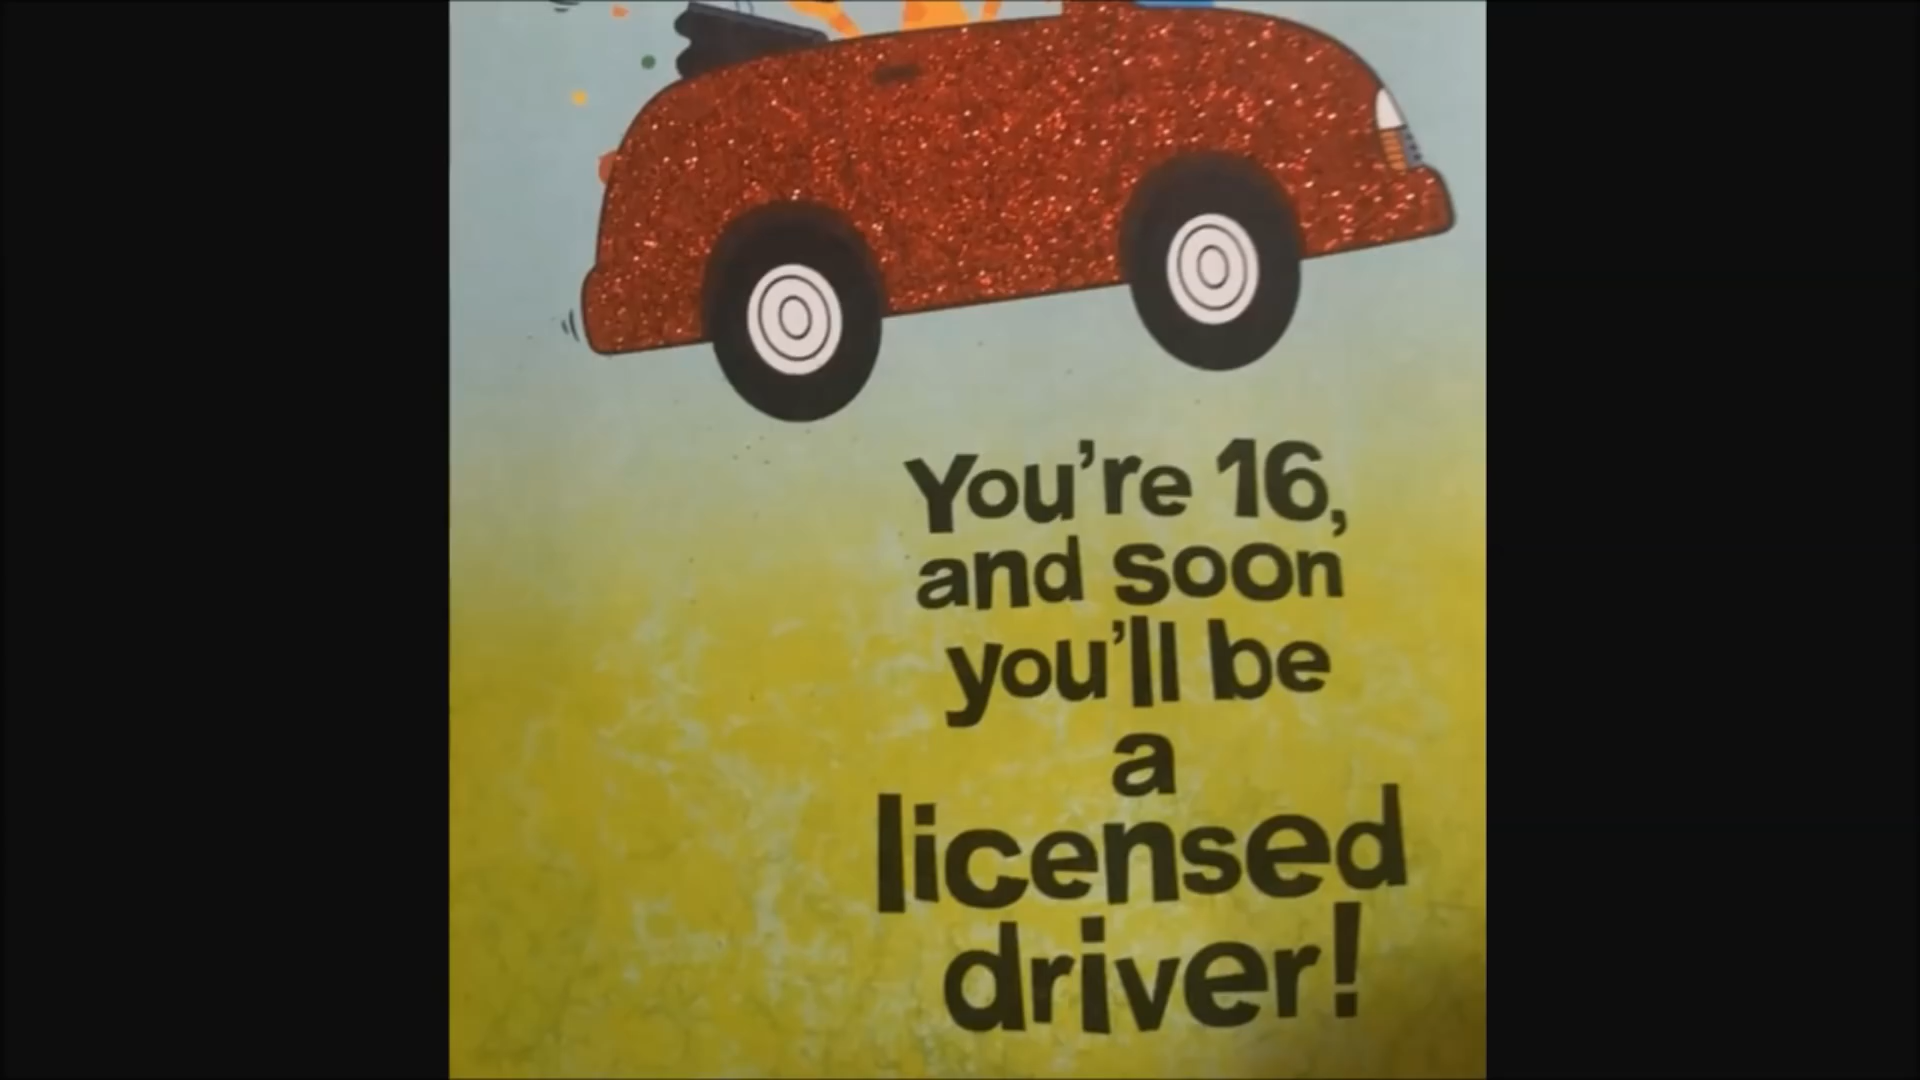 You're 16,
and soon
you'll be
a
licensed
driver!